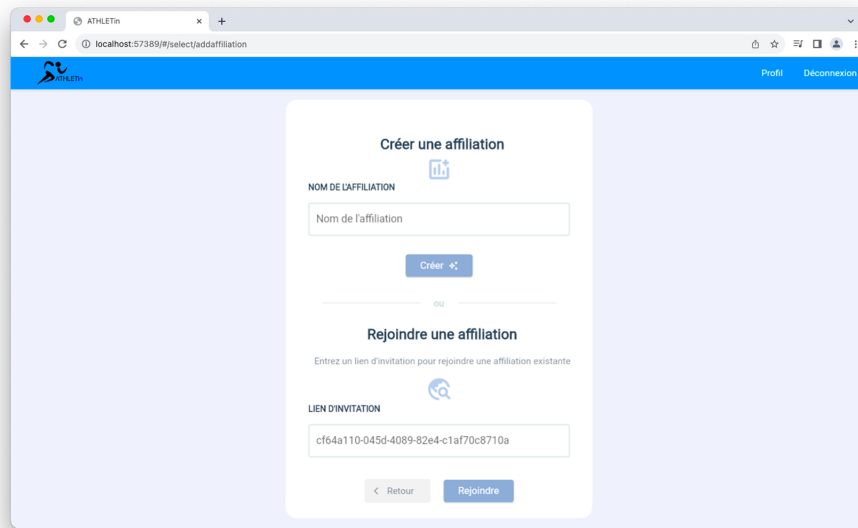 ATHLETin
localhost:57389/#/select/addaffiliation
ATHLETin
Profil
Déconnexion
Créer une affiliation
NOM DE L'AFFILIATION
Nom de l'affiliation
Créer
ou
Rejoindre une affiliation
Entrez un lien d'invitation pour rejoindre une affiliation existante
LIEN D'INVITATION
cf64a110-045d-4089-82e4-c1af70c8710a
Retour
Rejoindre